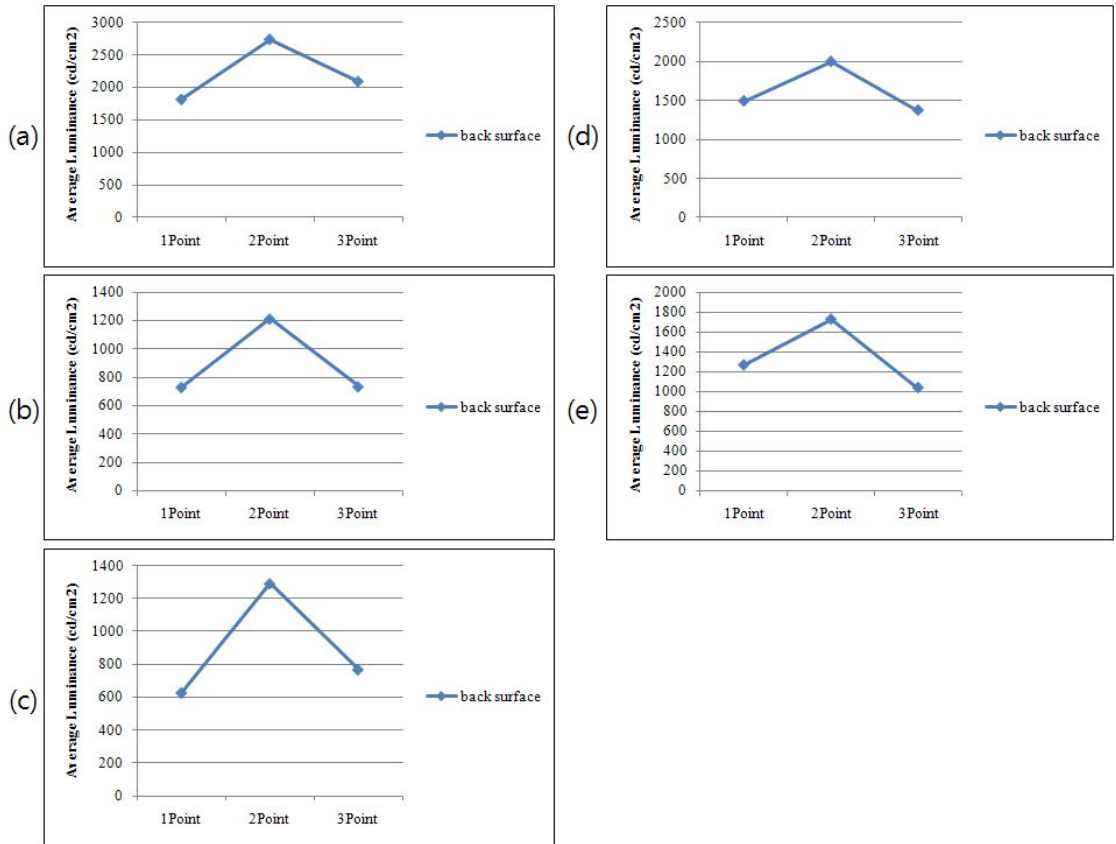 (a)
Average Luminance (cd/cm2)
3000
2500
2000
1500
1000
500
0
1Point 2Point 3Point
back surface
(d)
Average Luminance (cd/cm2)
2500
2000
1500
1000
500
0
1Point 2Point 3Point
back surface
(b)
Average Luminance (cd/cm2)
1400
1200
1000
800
600
400
200
0
1Point 2Point 3Point
back surface
(e)
Average Luminance (cd/cm2)
2000
1800
1600
1400
1200
1000
800
600
400
200
0
1Point 2Point 3Point
back surface
(c)
Average Luminance (cd/cm2)
1400
1200
1000
800
600
400
200
0
1Point 2Point 3Point
back surface